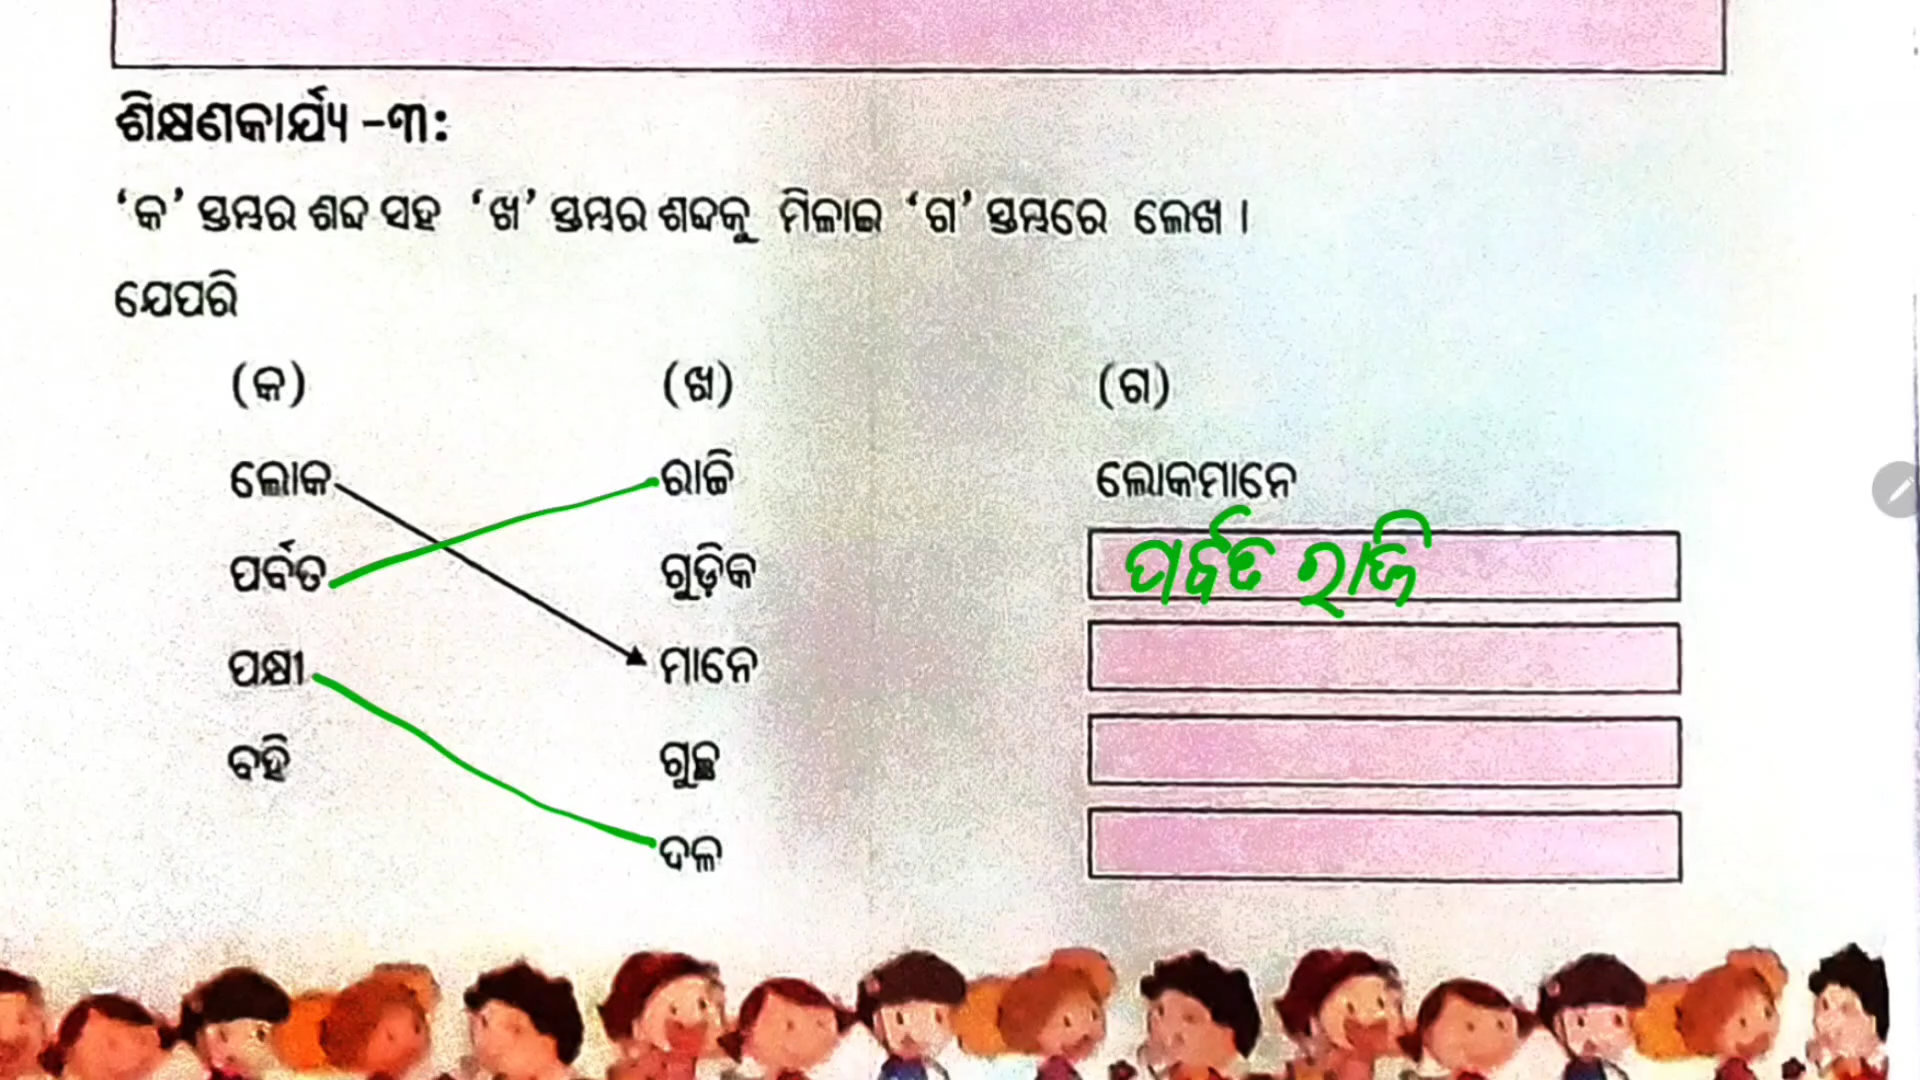 ଶିକ୍ଷଣକାର୍ଯ୍ୟ -୩:
‘କ’ ସ୍ତମ୍ଭର ଶବ୍ଦ ସହ ‘ଖ’ ସ୍ତମ୍ଭର ଶବ୍ଦକୁ ମିଳାଇ ‘ଗ’ ସ୍ତମ୍ଭରେ ଲେଖ ।
ଯେପରି
(କ) (ଖ) (ଗ)
ଲୋକ ରାଜି ଲୋକମାନେ
ପର୍ବତ ଗୁଡ଼ିକ ପର୍ବତ ରାଜି
ପକ୍ଷୀ ମାନେ
ବହି ଗୁଚ୍ଛ
ଦଳ